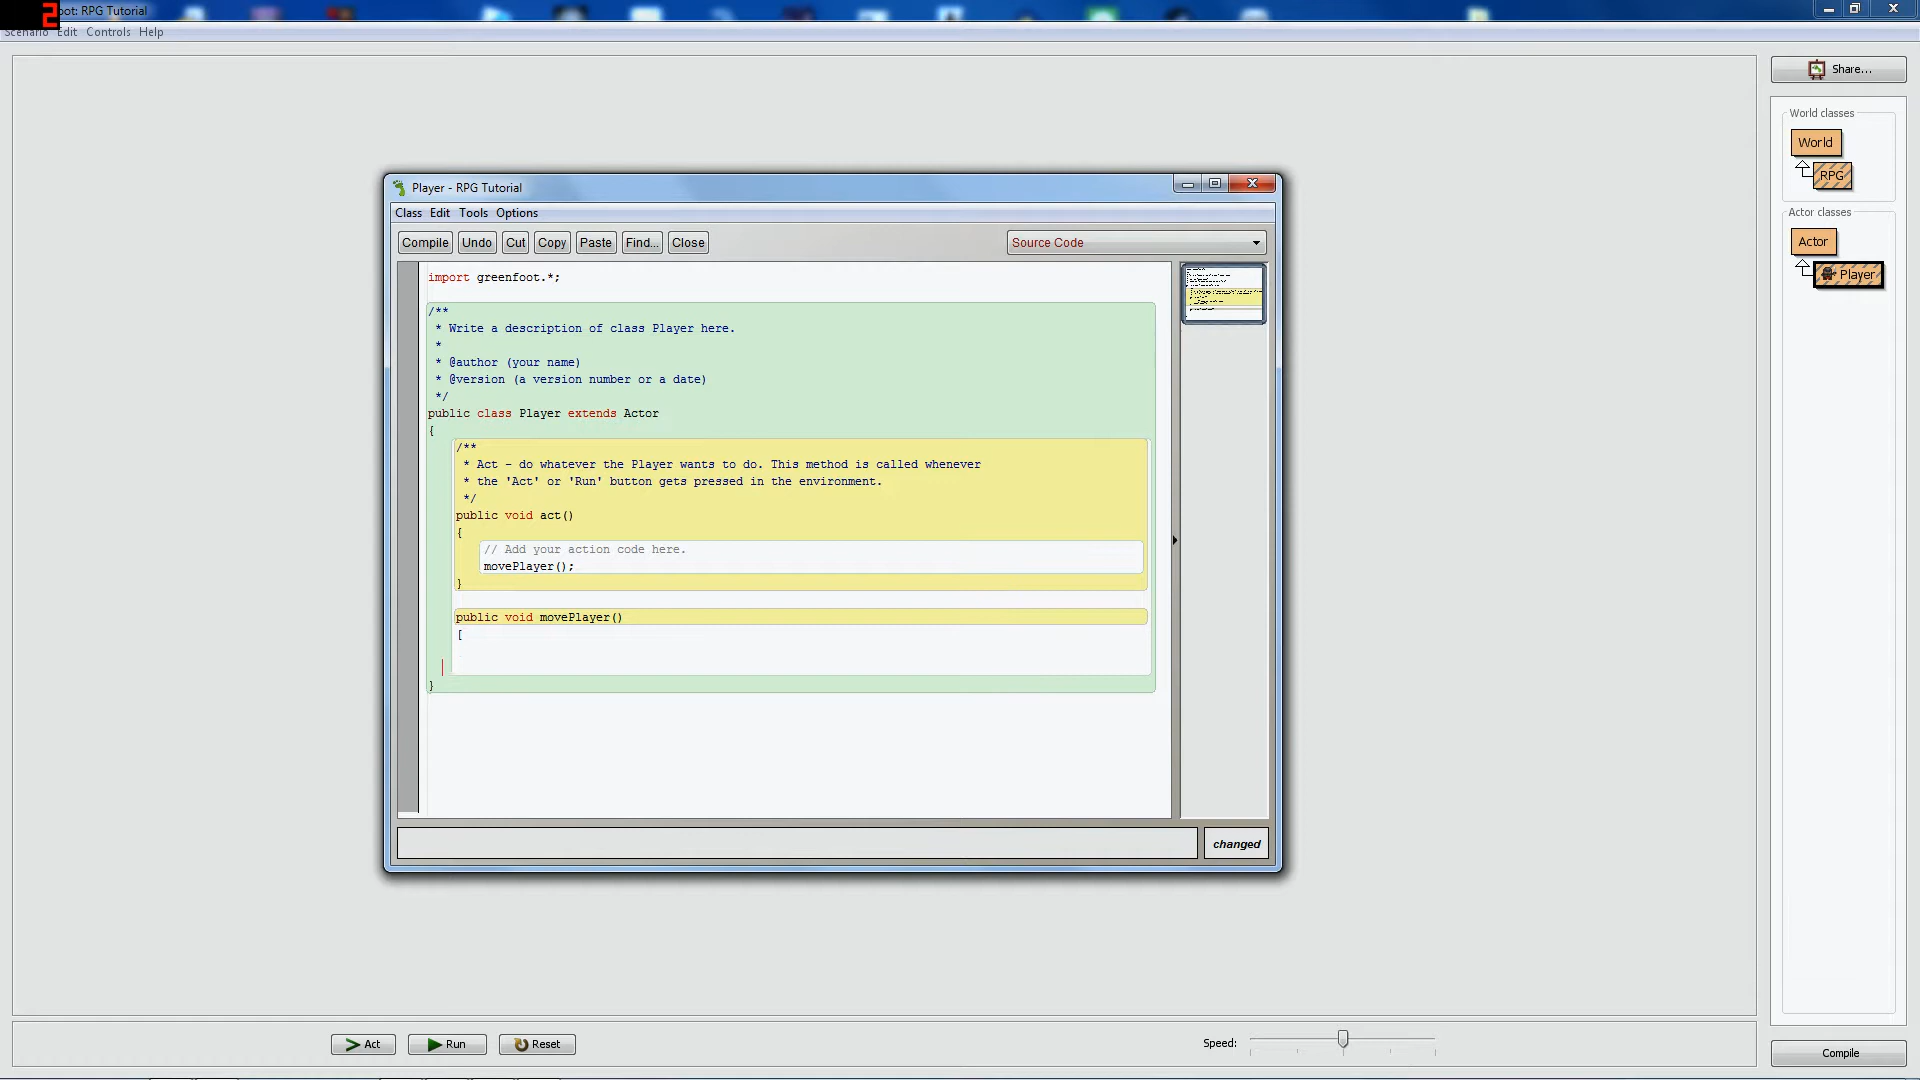 2
oot: RPG Tutorial
Scenario Edit Controls Help
Share...
World classes
World
RPG
Actor classes
Actor
Player
Player - RPG Tutorial
Class Edit Tools Options
Compile Undo Cut Copy Paste Find... Close
Source Code
import greenfoot.*;
/**
* Write a description of class Player here.
*
* @author (your name)
* @version (a version number or a date)
*/
public class Player extends Actor
{
/**
* Act - do whatever the Player wants to do. This method is called whenever
* the 'Act' or 'Run' button gets pressed in the environment.
*/
public void act()
{
// Add your action code here.
movePlayer();
}
public void movePlayer()
[
}
changed
Act Run Reset
Speed:
Compile